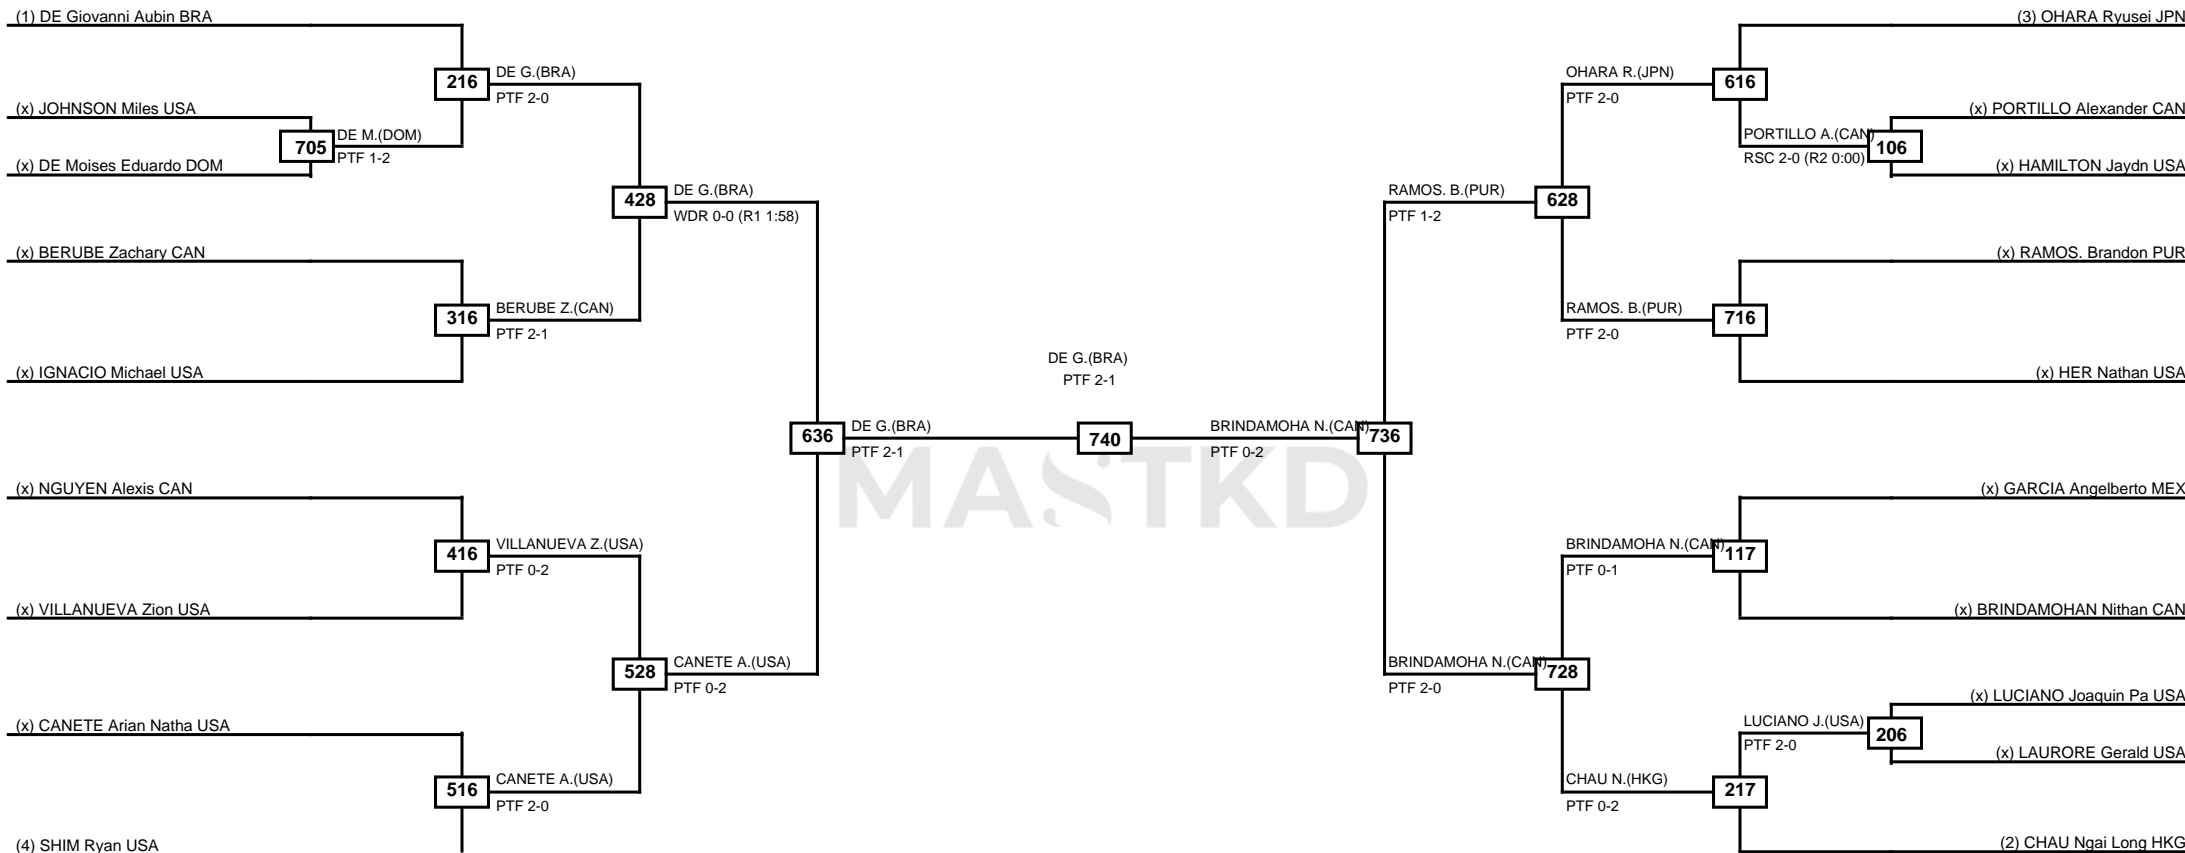 (1) DE Giovanni Aubin BRA
(3) OHARA Ryusei JPN
DE G.(BRA)
216
PTF 2-0
OHARA R.(JPN)
616
PTF 2-0
(x) JOHNSON Miles USA
(x) PORTILLO Alexander CAN
DE M.(DOM)
705
PTF 1-2
PORTILLO A.(CAN)
106
RSC 2-0 (R2 0:00)
(x) DE Moises Eduardo DOM
(x) HAMILTON Jaydn USA
DE G.(BRA)
428
WDR 0-0 (R1 1:58)
RAMOS. B.(PUR)
628
PTF 1-2
(x) BERUBE Zachary CAN
(x) RAMOS. Brandon PUR
BERUBE Z.(CAN)
316
PTF 2-1
RAMOS. B.(PUR)
716
PTF 2-0
DE G.(BRA)
PTF 2-1
(x) IGNACIO Michael USA
(x) HER Nathan USA
636
DE G.(BRA)
PTF 2-1
740
BRINDAMOHA N.(CAN)
736
PTF 0-2
MASTKD
(x) NGUYEN Alexis CAN
(x) GARCIA Angelberto MEX
VILLANUEVA Z.(USA)
416
PTF 0-2
BRINDAMOHA N.(CAN)
117
PTF 0-1
(x) VILLANUEVA Zion USA
(x) BRINDAMOHAN Nithan CAN
CANETE A.(USA)
528
PTF 0-2
BRINDAMOHA N.(CAN)
728
PTF 2-0
(x) CANETE Arian Natha USA
(x) LUCIANO Joaquin Pa USA
LUCIANO J.(USA)
206
PTF 2-0
(x) LAURORE Gerald USA
CANETE A.(USA)
516
PTF 2-0
CHAU N.(HKG)
217
PTF 0-2
(4) SHIM Ryan USA
(2) CHAU Ngai Long HKG